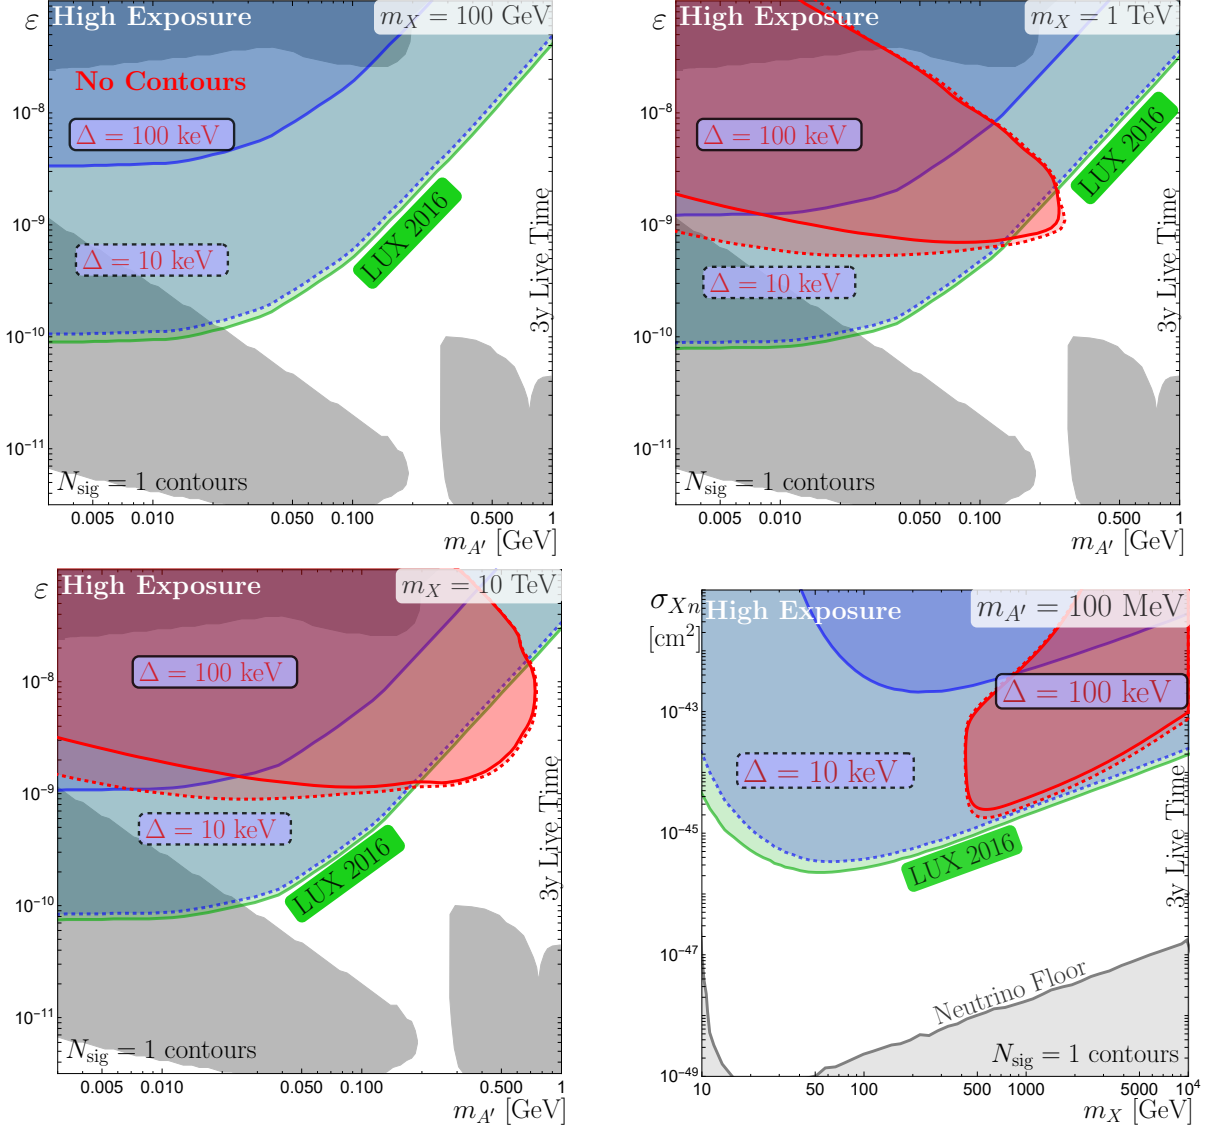 High Exposure
m_X = 100 GeV
ε
No Contours
10⁻⁸
Δ = 100 keV
LUX 2016
10⁻⁹
Δ = 10 keV
3y Live Time
10⁻¹⁰
10⁻¹¹
N_sig = 1 contours
0.005 0.010 0.050 0.100 0.500 1
m_A′ [GeV]
High Exposure
m_X = 1 TeV
ε
10⁻⁸
Δ = 100 keV
LUX 2016
10⁻⁹
Δ = 10 keV
3y Live Time
10⁻¹⁰
10⁻¹¹
N_sig = 1 contours
0.005 0.010 0.050 0.100 0.500 1
m_A′ [GeV]
High Exposure
m_X = 10 TeV
ε
Δ = 100 keV
10⁻⁸
10⁻⁹
Δ = 10 keV
LUX 2016
3y Live Time
10⁻¹⁰
10⁻¹¹
N_sig = 1 contours
0.005 0.010 0.050 0.100 0.500 1
m_A′ [GeV]
σ_Xn
[cm²]
High Exposure
m_A′ = 100 MeV
Δ = 100 keV
10⁻⁴³
Δ = 10 keV
10⁻⁴⁵
LUX 2016
3y Live Time
10⁻⁴⁷
Neutrino Floor
N_sig = 1 contours
10⁻⁴⁹
10 50 100 500 1000 5000 10⁴
m_X [GeV]